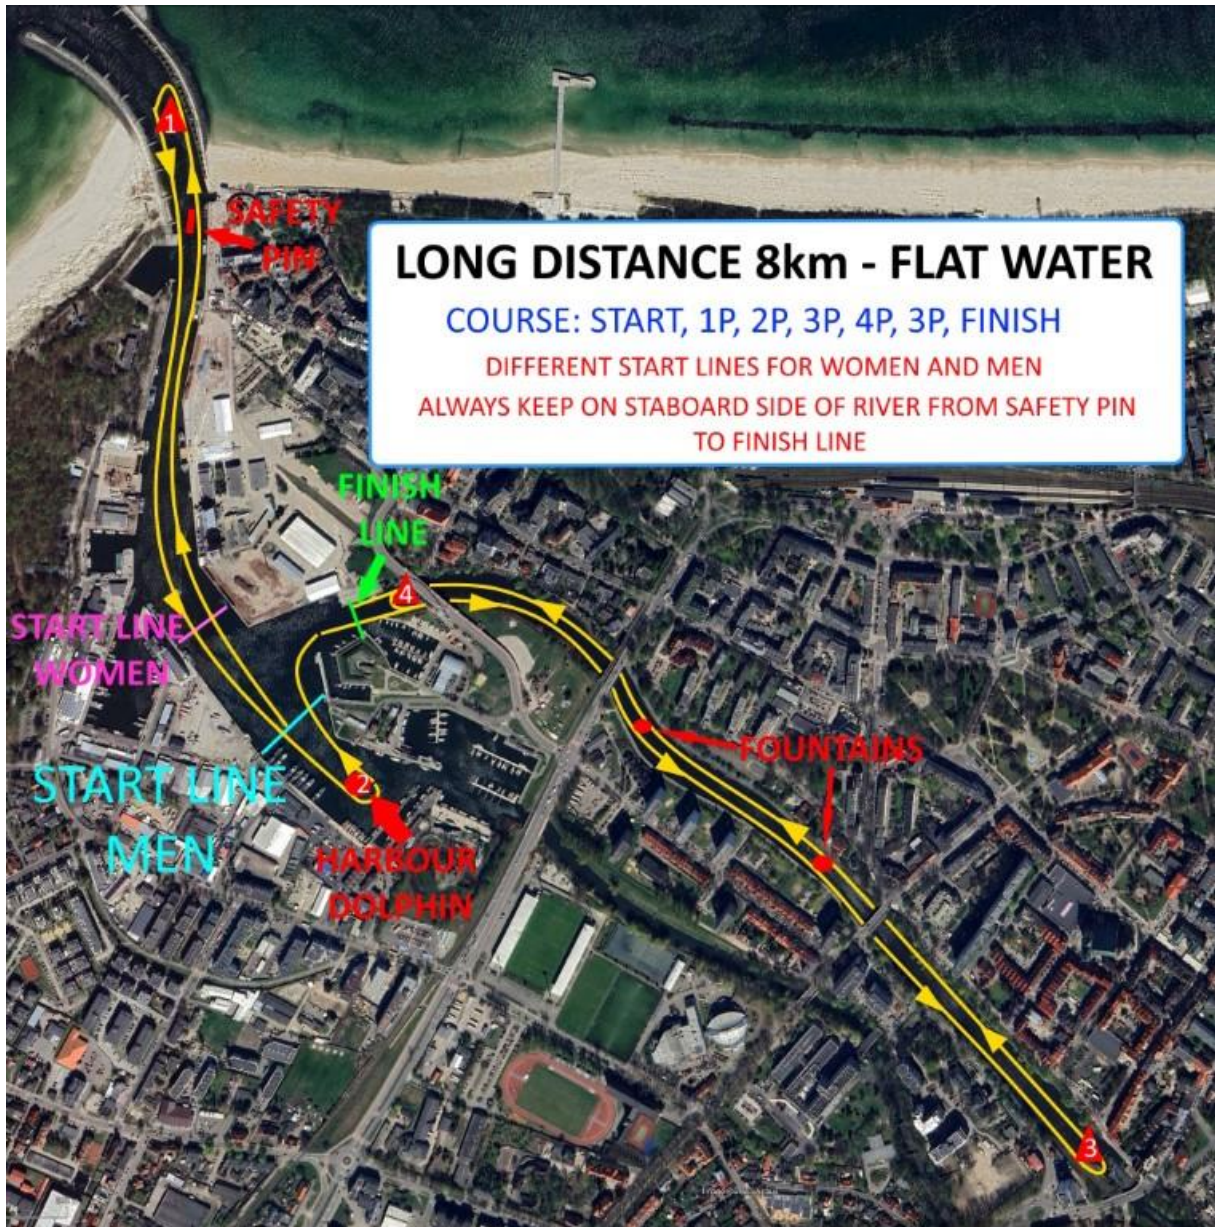 1
SAFETY
PIN
LONG DISTANCE 8km - FLAT WATER
COURSE: START, 1P, 2P, 3P, 4P, 3P, FINISH
DIFFERENT START LINES FOR WOMEN AND MEN
ALWAYS KEEP ON STABOARD SIDE OF RIVER FROM SAFETY PIN
TO FINISH LINE
FINISH
LINE
4
START LINE
WOMEN
FOUNTAINS
START LINE
MEN
2
HARBOUR
DOLPHIN
3